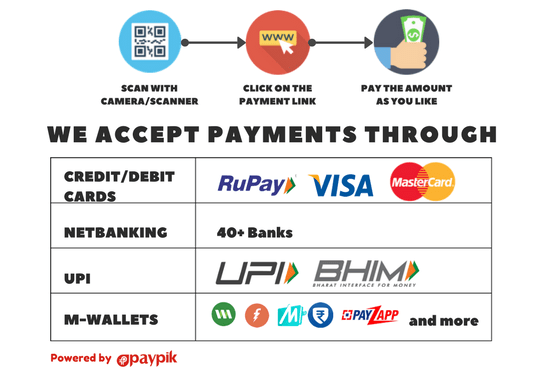 WWW
SCAN WITH
CAMERA/SCANNER
CLICK ON THE
PAYMENT LINK
PAY THE AMOUNT
AS YOU LIKE
WE ACCEPT PAYMENTS THROUGH
CREDIT/DEBIT
CARDS
RuPay VISA MasterCard
NETBANKING
40+ Banks
UPI
UPI BHIM
BHARAT INTERFACE FOR MONEY
M-WALLETS
PAYZAPP and more
Powered by paypik